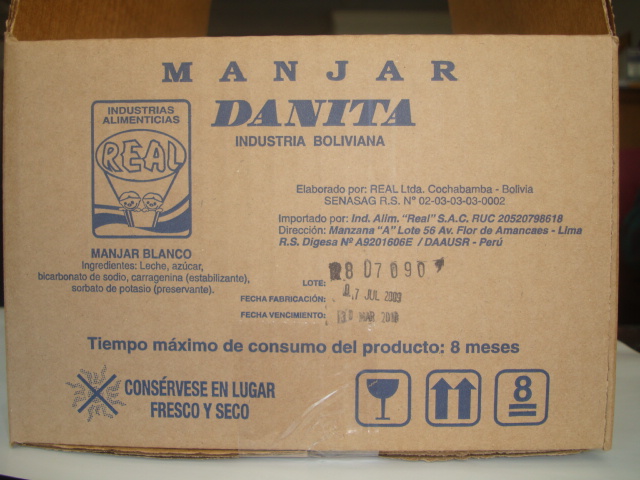 MANJAR
DANITA
INDUSTRIA BOLIVIANA
INDUSTRIAS
ALIMENTICIAS
REAL
MANJAR BLANCO
Ingredientes: Leche, azúcar,
bicarbonato de sodio, carragenina (estabilizante),
sorbato de potasio (preservante).
Elaborado por: REAL Ltda. Cochabamba - Bolivia
SENASAG R.S. Nº 02-03-03-03-0002
Importado por: Ind. Alim. "Real" S.A.C. RUC 20520798618
Dirección: Manzana "A" Lote 56 Av. Flor de Amancaes - Lima
R.S. Digesa Nº A9201606E / DAAUSR - Perú
LOTE:
FECHA FABRICACIÓN: JUL 2009
FECHA VENCIMIENTO: MAR 2010
Tiempo máximo de consumo del producto: 8 meses
CONSÉRVESE EN LUGAR
FRESCO Y SECO
8